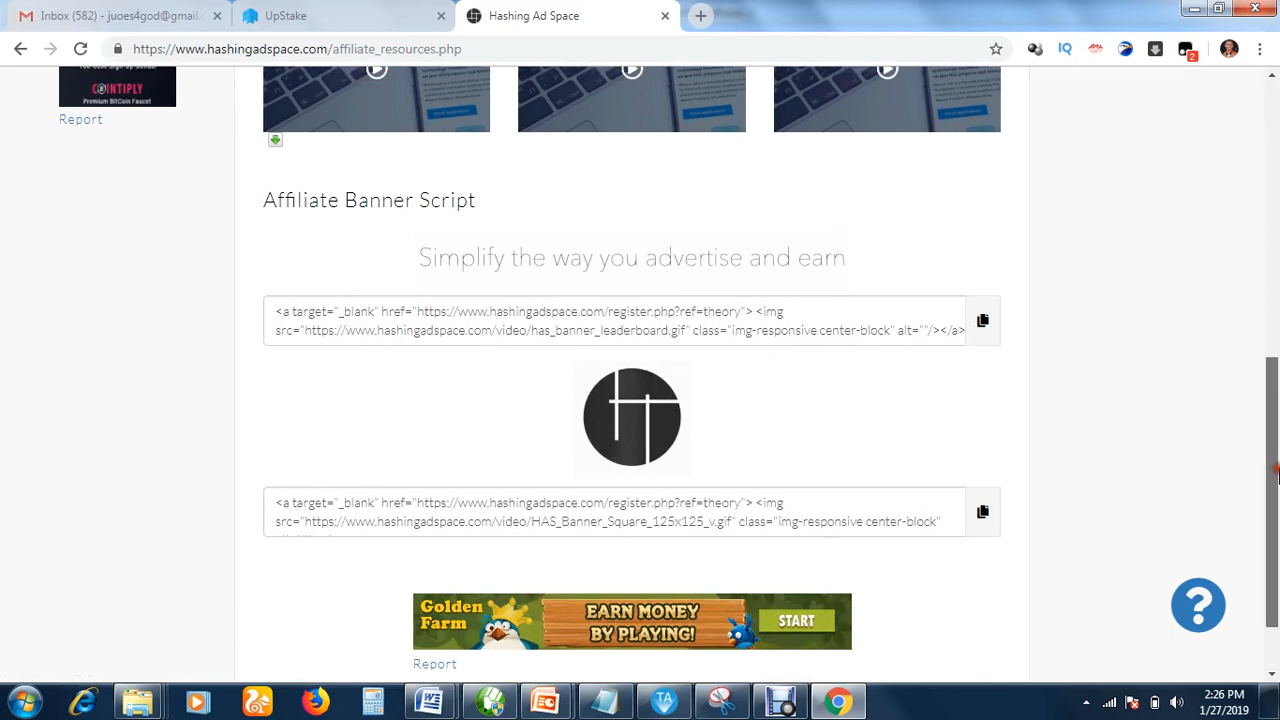 Inbox (582) - juoes4god@gmail
UpStake
Hashing Ad Space
https://www.hashingadspace.com/affiliate_resources.php
2
COINTIPLY
Premium BitCoin Faucet
Report
Affiliate Banner Script
Simplify the way you advertise and earn
<a target="_blank" href="https://www.hashingadspace.com/register.php?ref=theory"> <img
src="https://www.hashingadspace.com/video/has_banner_leaderboard.gif" class="img-responsive center-block" alt=""/></a>
<a target="_blank" href="https://www.hashingadspace.com/register.php?ref=theory"> <img
src="https://www.hashingadspace.com/video/HAS_Banner_Square_125x125_v.gif" class="img-responsive center-block"
Golden
Farm
EARN MONEY
BY PLAYING!
START
Report
?
2:26 PM
1/27/2019